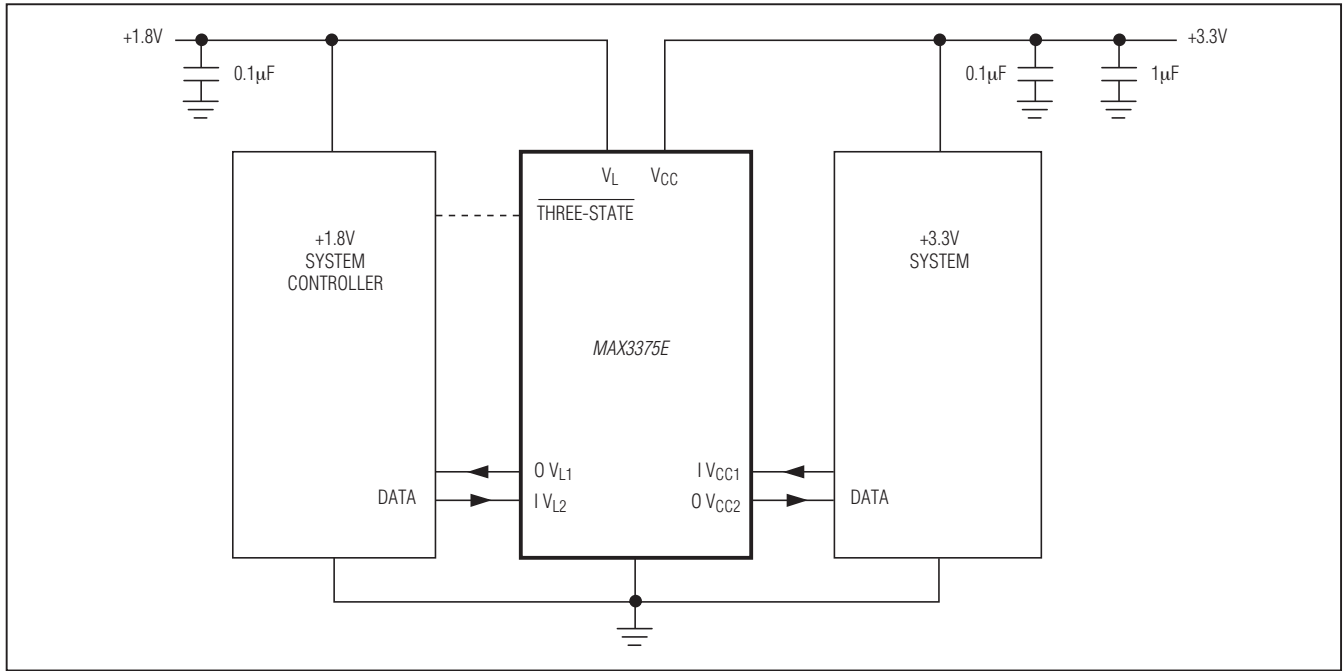 +1.8V
+3.3V
0.1μF
0.1μF
1μF
VL
VCC
THREE-STATE
+1.8V
SYSTEM
CONTROLLER
+3.3V
SYSTEM
MAX3375E
O VL1
I VCC1
DATA
I VL2
O VCC2
DATA